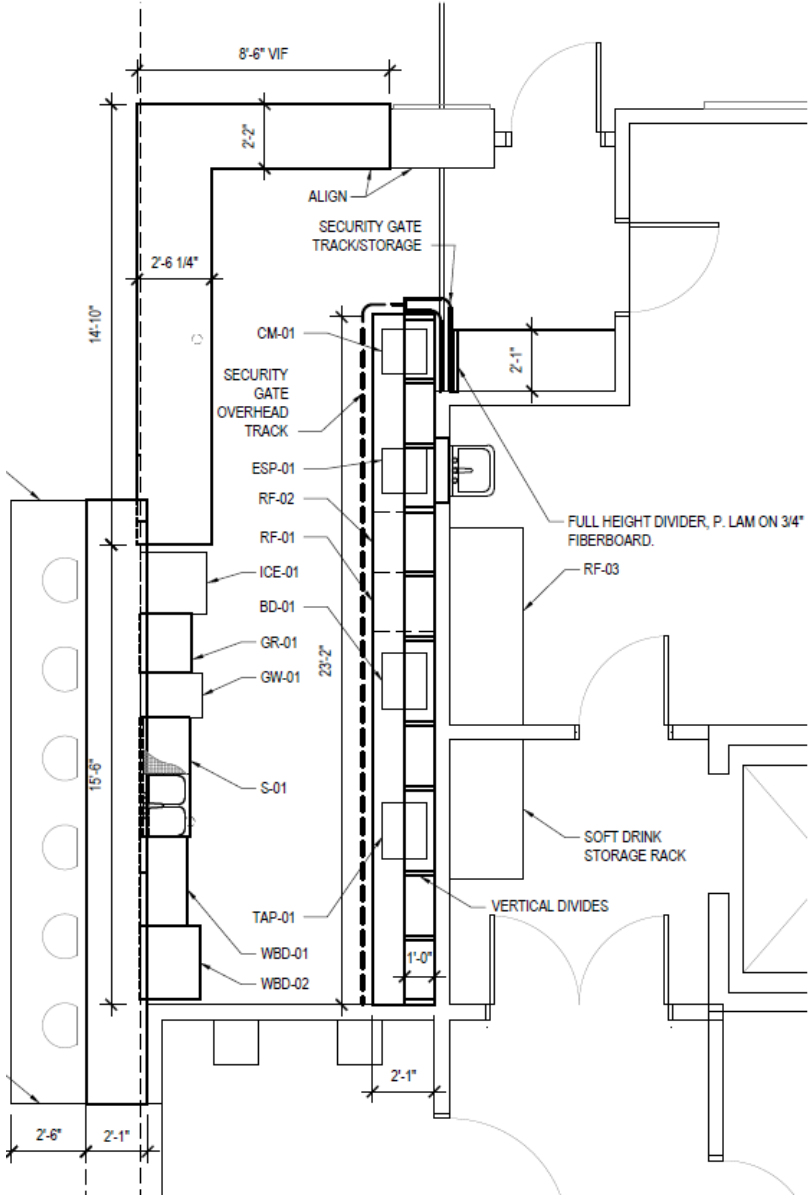 8'-6" VIF
2'-2"
ALIGN
SECURITY GATE
TRACK/STORAGE
2'-6 1/4"
14'-10"
CM-01
2'-1"
SECURITY
GATE
OVERHEAD
TRACK
ESP-01
RF-02
FULL HEIGHT DIVIDER, P. LAM ON 3/4"
FIBERBOARD.
RF-01
RF-03
ICE-01
BD-01
GR-01
23'-2"
GW-01
15'-6"
S-01
SOFT DRINK
STORAGE RACK
TAP-01
VERTICAL DIVIDES
WBD-01
1'-0"
WBD-02
2'-1"
2'-6"
2'-1"